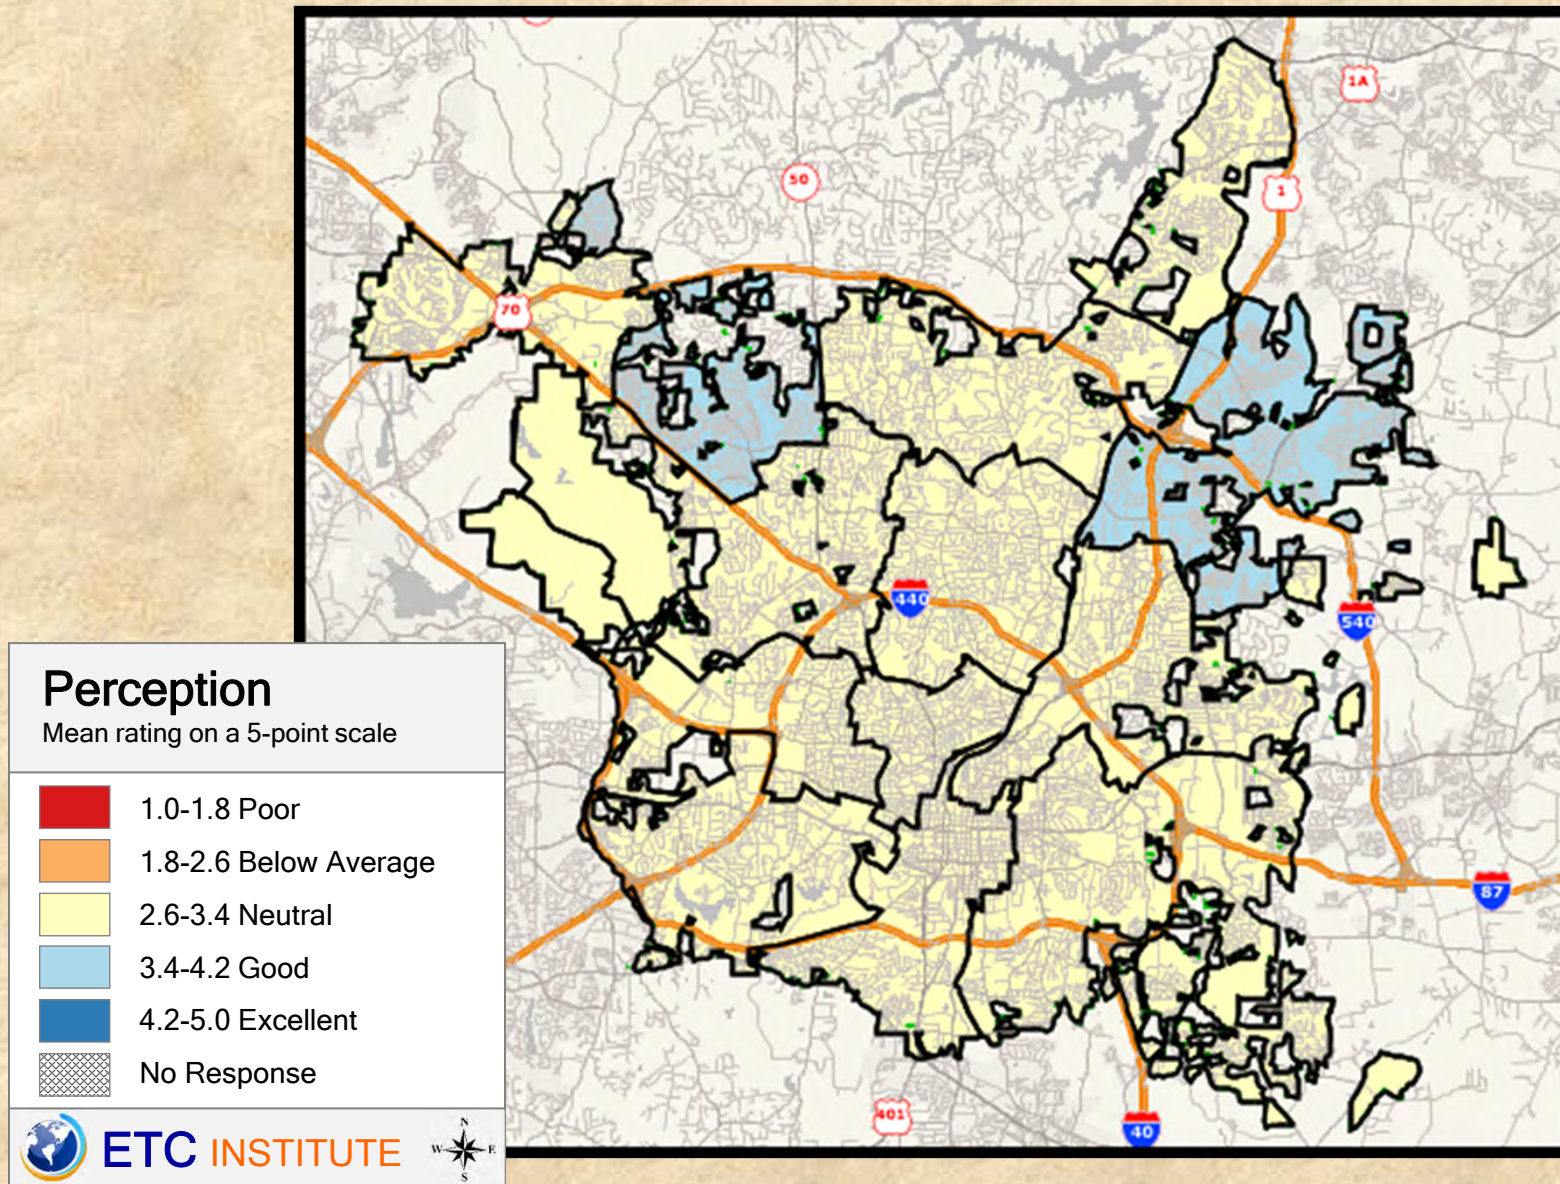 1A
50
1
70
440
540
87
401
40
Perception
Mean rating on a 5-point scale
1.0-1.8 Poor
1.8-2.6 Below Average
2.6-3.4 Neutral
3.4-4.2 Good
4.2-5.0 Excellent
No Response
ETC INSTITUTE
N
W E
S